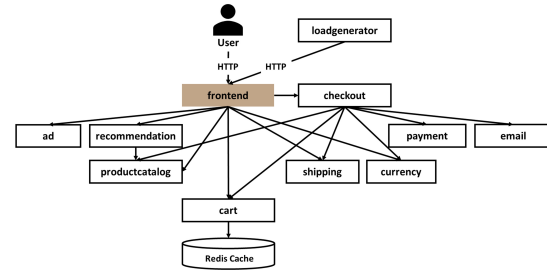 User
loadgenerator
HTTP
HTTP
frontend
checkout
ad
recommendation
payment
email
productcatalog
shipping
currency
cart
Redis Cache